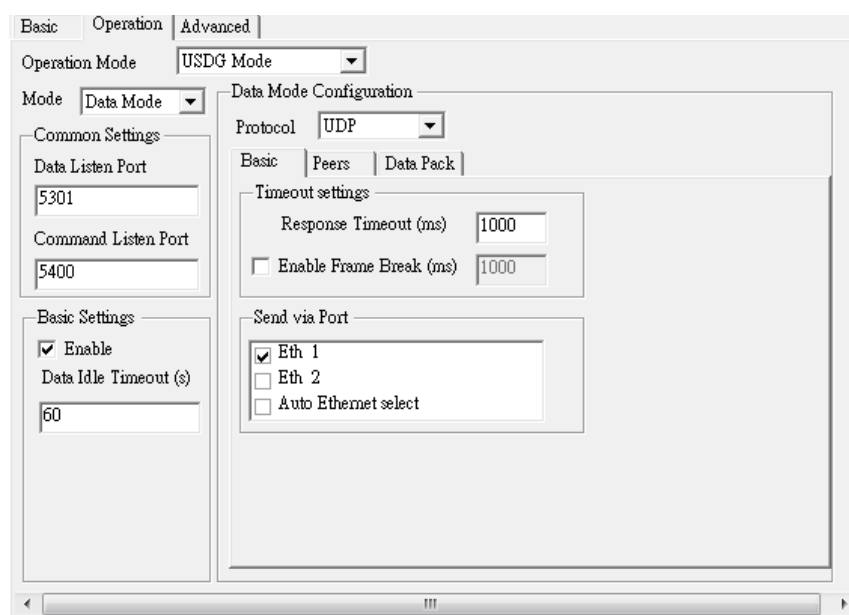 Basic Operation Advanced
Operation Mode USDG Mode
Mode Data Mode
Common Settings
Data Listen Port
5301
Command Listen Port
5400
Basic Settings
Enable
Data Idle Timeout (s)
60
Data Mode Configuration
Protocol UDP
Basic Peers Data Pack
Timeout settings
Response Timeout (ms) 1000
Enable Frame Break (ms) 1000
Send via Port
Eth 1
Eth 2
Auto Ethernet select